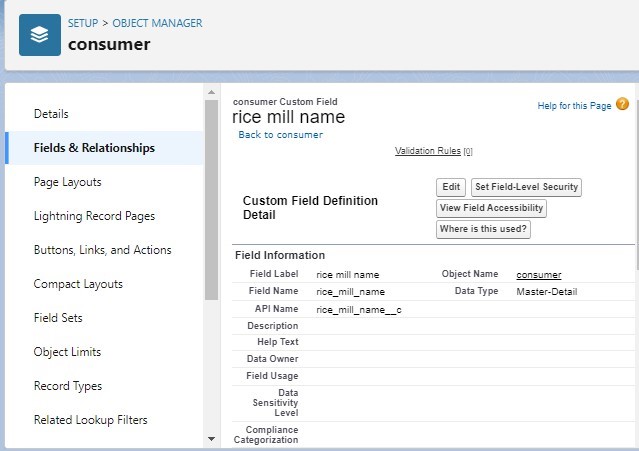 SETUP > OBJECT MANAGER
consumer
Details
Fields & Relationships
Page Layouts
Lightning Record Pages
Buttons, Links, and Actions
Compact Layouts
Field Sets
Object Limits
Record Types
Related Lookup Filters
consumer Custom Field
rice mill name
Back to consumer
Help for this Page ?
Validation Rules [0]
Custom Field Definition
Detail
Edit Set Field-Level Security
View Field Accessibility
Where is this used?
Field Information
Field Label rice mill name Object Name consumer
Field Name rice_mill_name Data Type Master-Detail
API Name rice_mill_name__c
Description
Help Text
Data Owner
Field Usage
Data
Sensitivity
Level
Compliance
Categorization